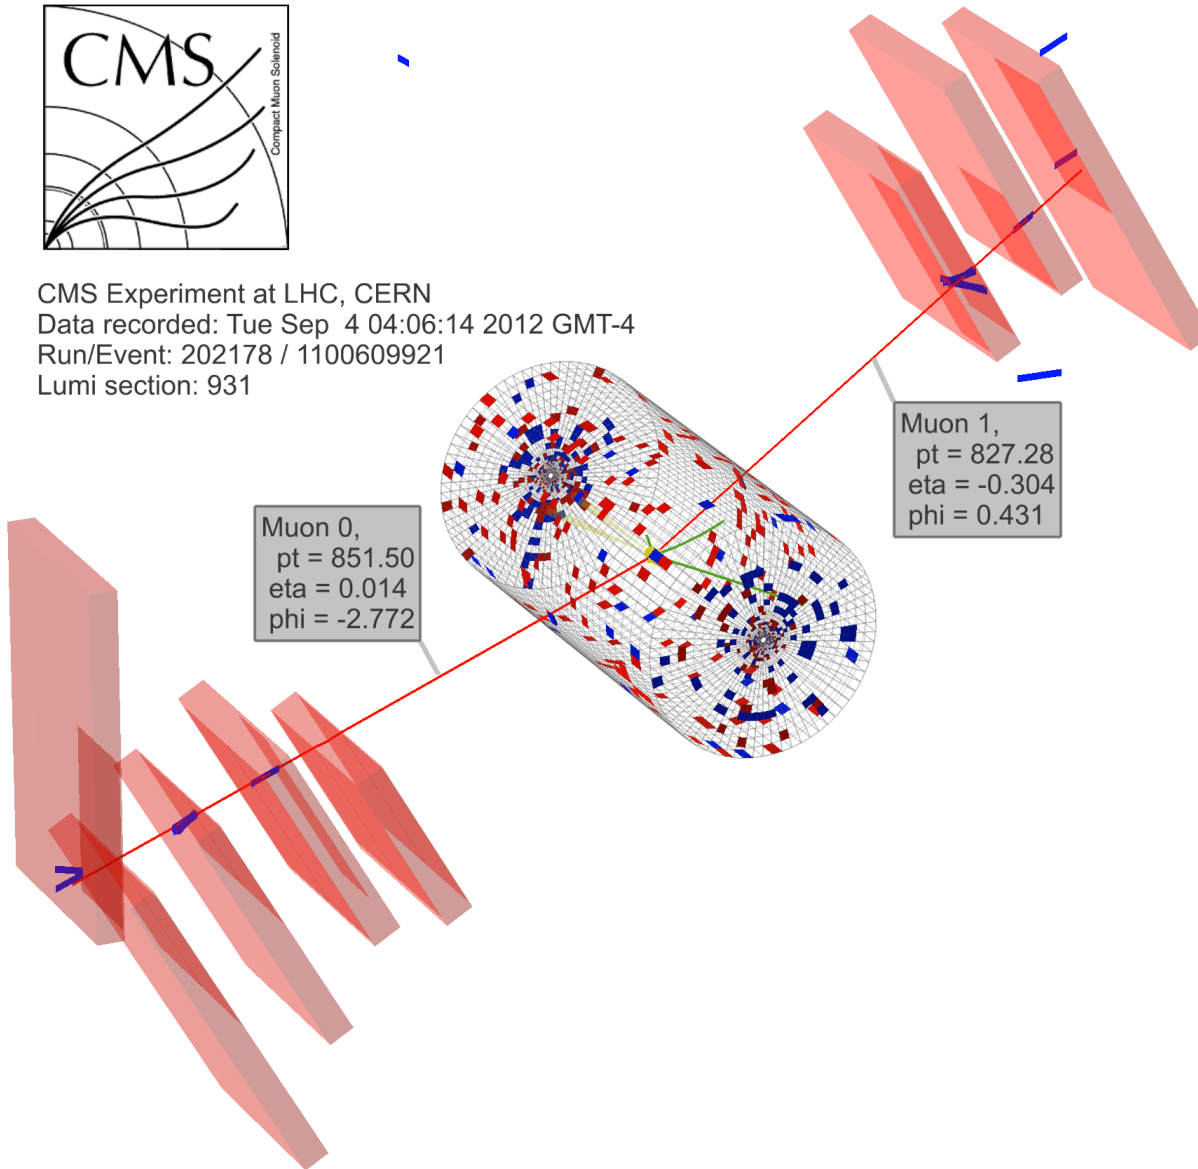 CMS
Compact Muon Solenoid
CMS Experiment at LHC, CERN
Data recorded: Tue Sep  4 04:06:14 2012 GMT-4
Run/Event: 202178 / 1100609921
Lumi section: 931
Muon 1,
pt = 827.28
eta = -0.304
phi = 0.431
Muon 0,
pt = 851.50
eta = 0.014
phi = -2.772